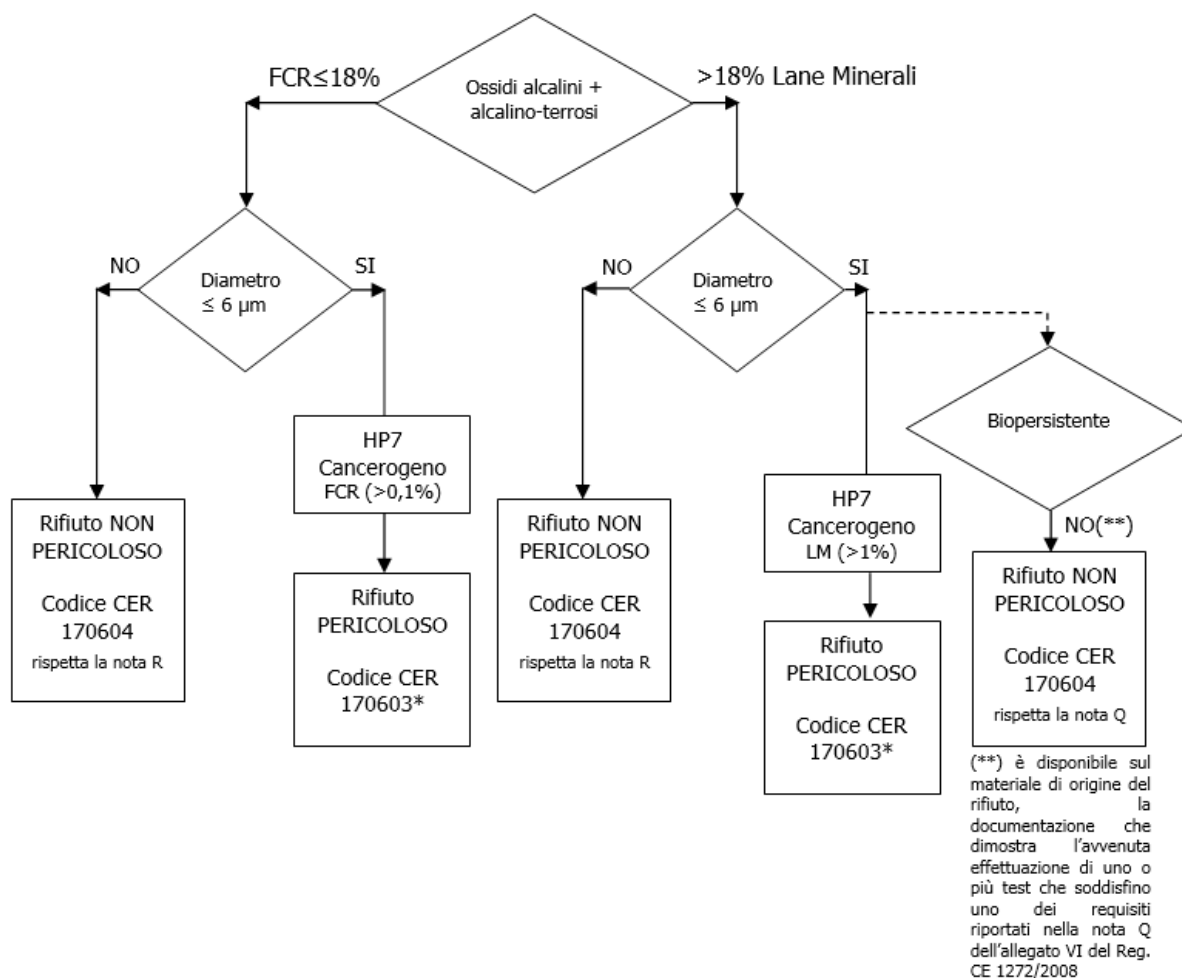 FCR≤18%
Ossidi alcalini +
alcalino-terrosi
>18% Lane Minerali
NO
Diametro
≤ 6 µm
SI
NO
Diametro
≤ 6 µm
SI
Biopersistente
HP7
Cancerogeno
FCR (>0,1%)
HP7
Cancerogeno
LM (>1%)
NO(**)
Rifiuto NON
PERICOLOSO
Codice CER
170604
rispetta la nota R
Rifiuto
PERICOLOSO
Codice CER
170603*
Rifiuto NON
PERICOLOSO
Codice CER
170604
rispetta la nota R
Rifiuto
PERICOLOSO
Codice CER
170603*
Rifiuto NON
PERICOLOSO
Codice CER
170604
rispetta la nota Q
(**) è disponibile sul
materiale di origine del
rifiuto, la
documentazione che
dimostra l'avvenuta
effettuazione di uno o
più test che soddisfino
uno dei requisiti
riportati nella nota Q
dell'allegato VI del Reg.
CE 1272/2008